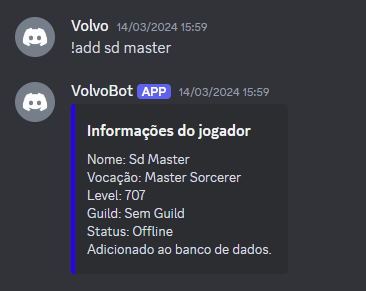 Volvo 14/03/2024 15:59
!add sd master
VolvoBot APP 14/03/2024 15:59
Informações do jogador
Nome: Sd Master
Vocação: Master Sorcerer
Level: 707
Guild: Sem Guild
Status: Offline
Adicionado ao banco de dados.